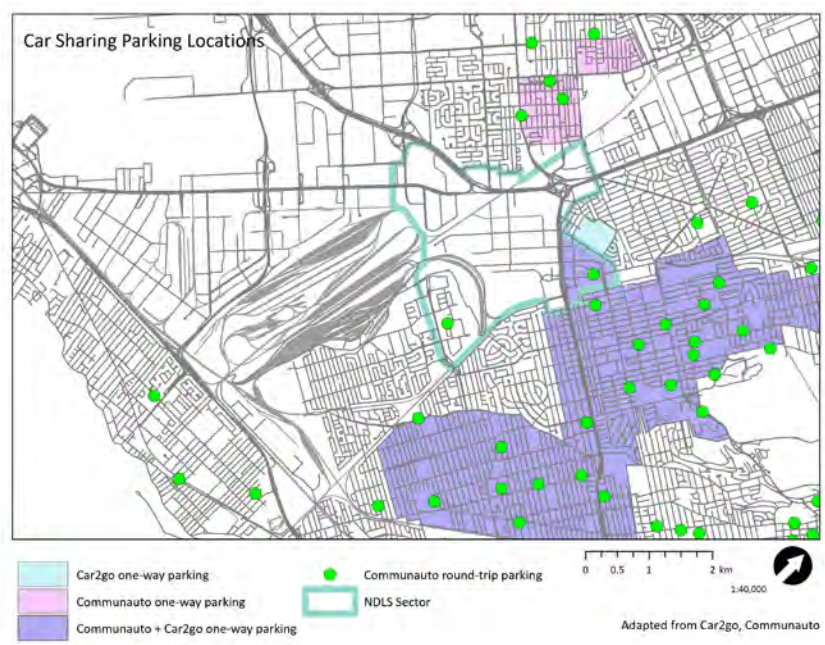 Car Sharing Parking Locations
Car2go one-way parking
Communauto one-way parking
Communauto + Car2go one-way parking
Communauto round-trip parking
NDLS Sector
0 0.5 1 2 km
1:40,000
Adapted from Car2go, Communauto